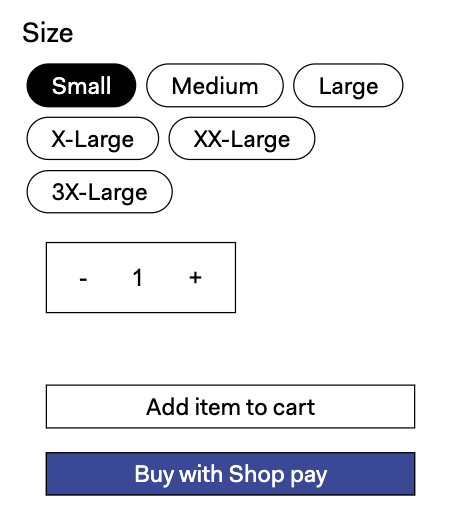 Size
Small Medium Large
X-Large XX-Large
3X-Large
- 1 +
Add item to cart
Buy with Shop pay